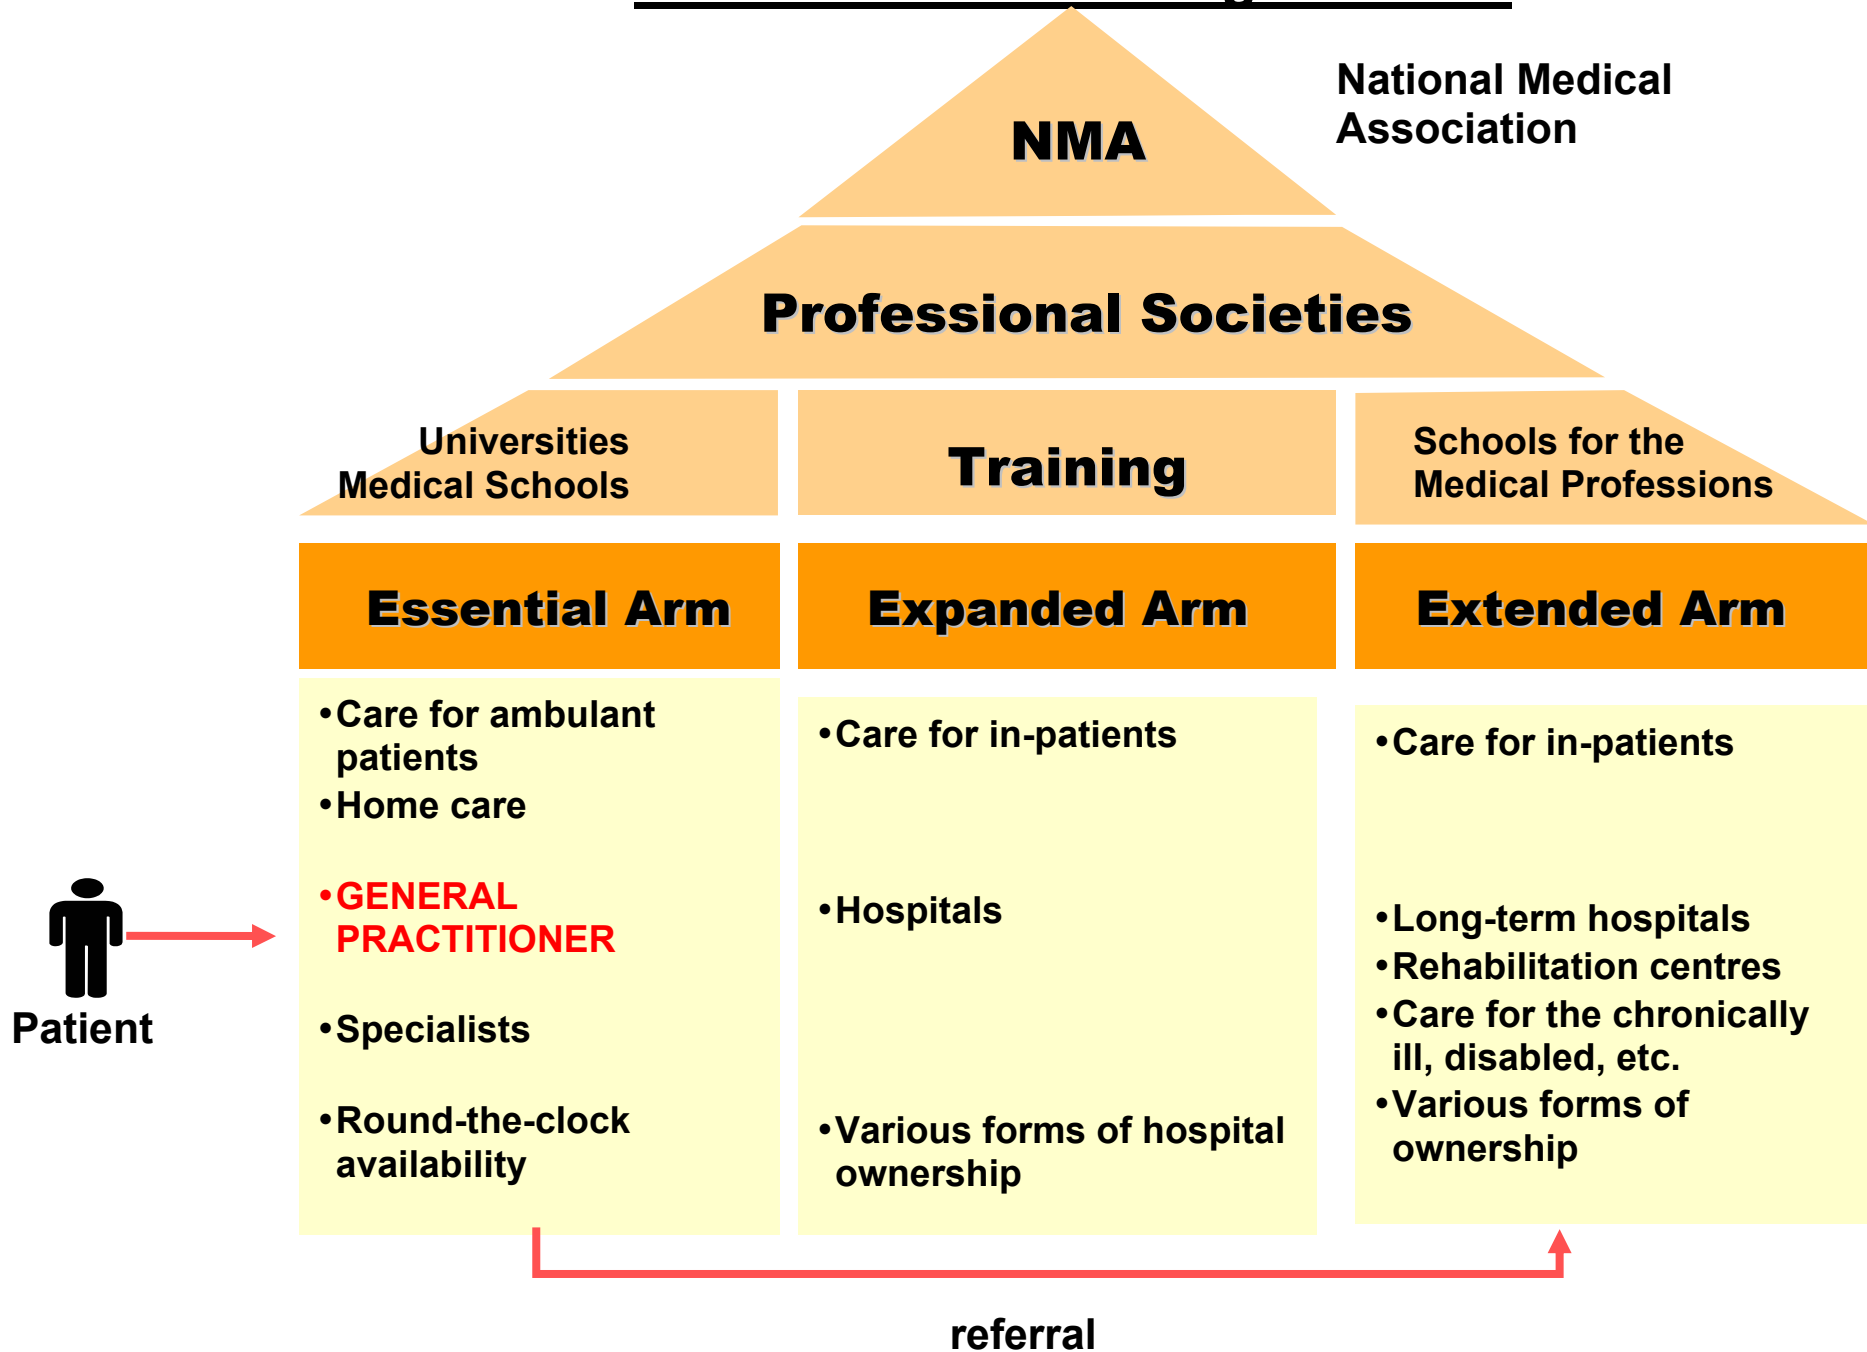 National Medical
Association
NMA
Professional Societies
Universities
Medical Schools
Training
Schools for the
Medical Professions
Essential Arm
Expanded Arm
Extended Arm
•Care for ambulant
patients
•Home care
•GENERAL
PRACTITIONER
•Specialists
•Round-the-clock
availability
•Care for in-patients
•Hospitals
•Various forms of hospital
ownership
•Care for in-patients
•Long-term hospitals
•Rehabilitation centres
•Care for the chronically
ill, disabled, etc.
•Various forms of
ownership
Patient
referral